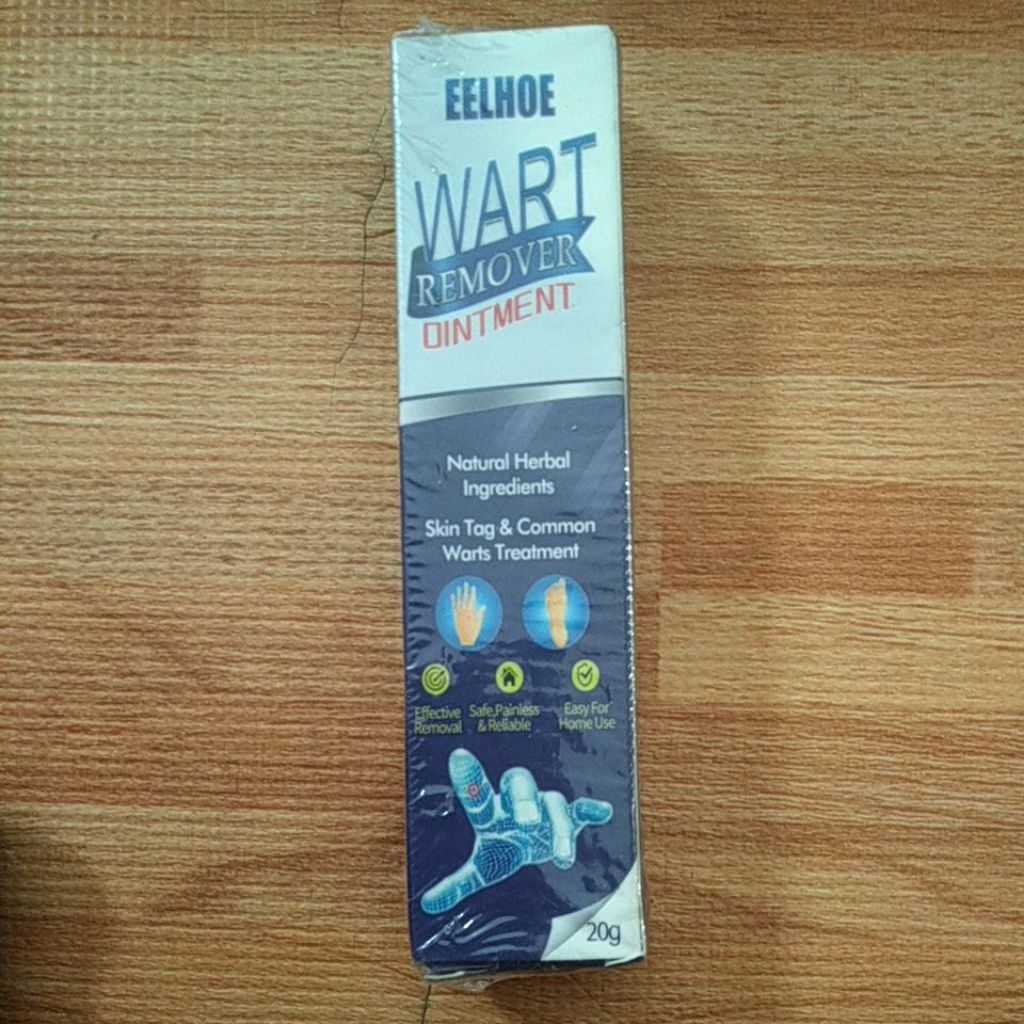 EELHOE
WART
REMOVER
OINTMENT
Natural Herbal
Ingredients
Skin Tag & Common
Warts Treatment
Effective
Removal
Safe,Painless
& Reliable
Easy For
Home Use
20g